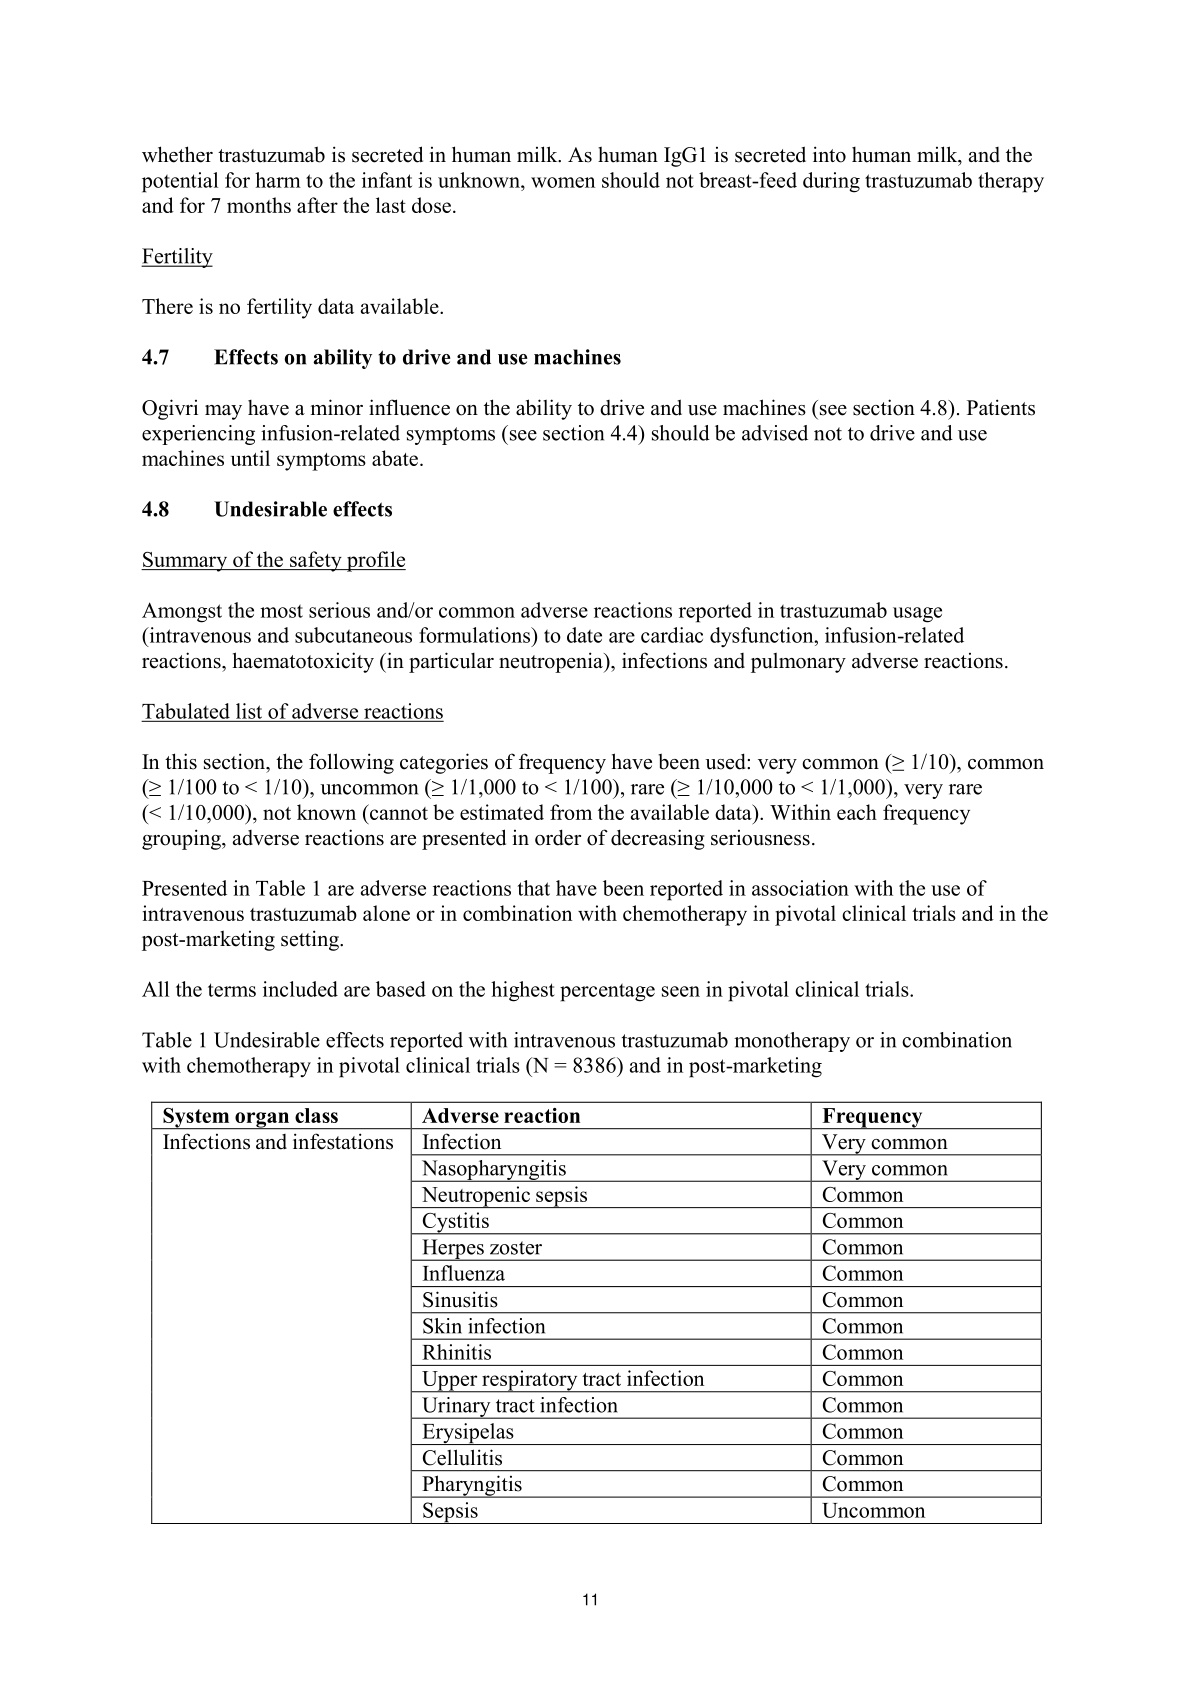 whether trastuzumab is secreted in human milk. As human IgG1 is secreted into human milk, and the
potential for harm to the infant is unknown, women should not breast-feed during trastuzumab therapy
and for 7 months after the last dose.
Fertility
There is no fertility data available.
4.7 Effects on ability to drive and use machines
Ogivri may have a minor influence on the ability to drive and use machines (see section 4.8). Patients
experiencing infusion-related symptoms (see section 4.4) should be advised not to drive and use
machines until symptoms abate.
4.8 Undesirable effects
Summary of the safety profile
Amongst the most serious and/or common adverse reactions reported in trastuzumab usage
(intravenous and subcutaneous formulations) to date are cardiac dysfunction, infusion-related
reactions, haematotoxicity (in particular neutropenia), infections and pulmonary adverse reactions.
Tabulated list of adverse reactions
In this section, the following categories of frequency have been used: very common (≥ 1/10), common
(≥ 1/100 to < 1/10), uncommon (≥ 1/1,000 to < 1/100), rare (≥ 1/10,000 to < 1/1,000), very rare
(< 1/10,000), not known (cannot be estimated from the available data). Within each frequency
grouping, adverse reactions are presented in order of decreasing seriousness.
Presented in Table 1 are adverse reactions that have been reported in association with the use of
intravenous trastuzumab alone or in combination with chemotherapy in pivotal clinical trials and in the
post-marketing setting.
All the terms included are based on the highest percentage seen in pivotal clinical trials.
Table 1 Undesirable effects reported with intravenous trastuzumab monotherapy or in combination
with chemotherapy in pivotal clinical trials (N = 8386) and in post-marketing
System organ class Adverse reaction Frequency
Infections and infestations Infection Very common
Nasopharyngitis Very common
Neutropenic sepsis Common
Cystitis Common
Herpes zoster Common
Influenza Common
Sinusitis Common
Skin infection Common
Rhinitis Common
Upper respiratory tract infection Common
Urinary tract infection Common
Erysipelas Common
Cellulitis Common
Pharyngitis Common
Sepsis Uncommon
11